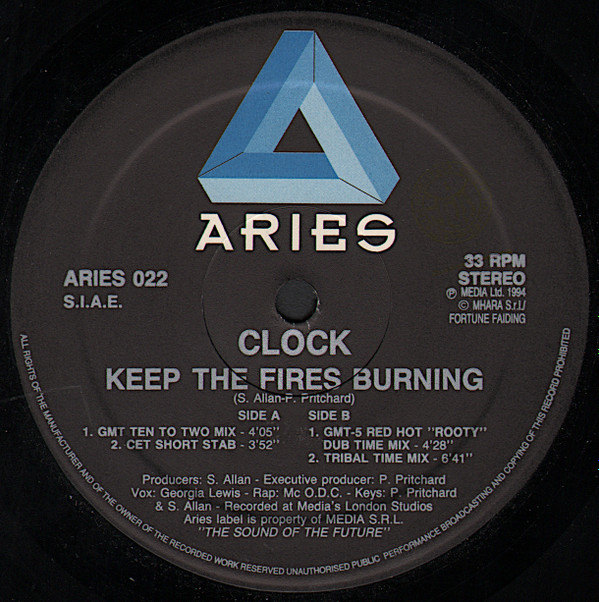 ARIES
ARIES 022
S.I.A.E.
33 RPM
STEREO
℗ MEDIA Ltd. 1994
© MHARA S.r.l./
FORTUNE FAIDING
CLOCK
KEEP THE FIRES BURNING
(S. Allan-P. Pritchard)
SIDE A
1. GMT TEN TO TWO MIX - 4'05''
2. CET SHORT STAB - 3'52''
SIDE B
1. GMT-5 RED HOT "ROOTY"
DUB TIME MIX - 4'28''
2. TRIBAL TIME MIX - 6'41''
Producers: S. Allan - Executive producer: P. Pritchard
Vox: Georgia Lewis - Rap: Mc O.D.C. - Keys: P. Pritchard
& S. Allan - Recorded at Media's London Studios
Aries label is property of MEDIA S.R.L.
"THE SOUND OF THE FUTURE"
ALL RIGHTS OF THE MANUFACTURER AND OF THE OWNER OF THE RECORDED WORK RESERVED UNAUTHORISED PUBLIC PERFORMANCE BROADCASTING AND COPYING OF THIS RECORD PROHIBITED